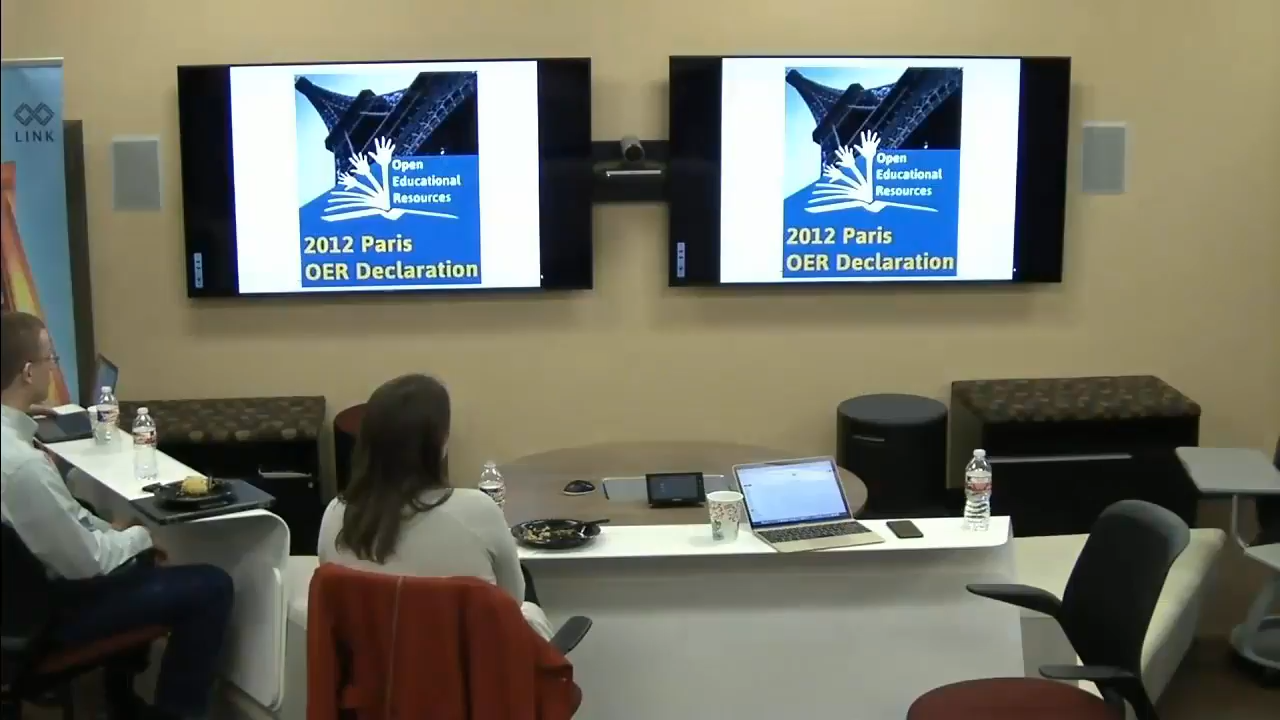 LINK
Open
Educational
Resources
2012 Paris
OER Declaration
Open
Educational
Resources
2012 Paris
OER Declaration